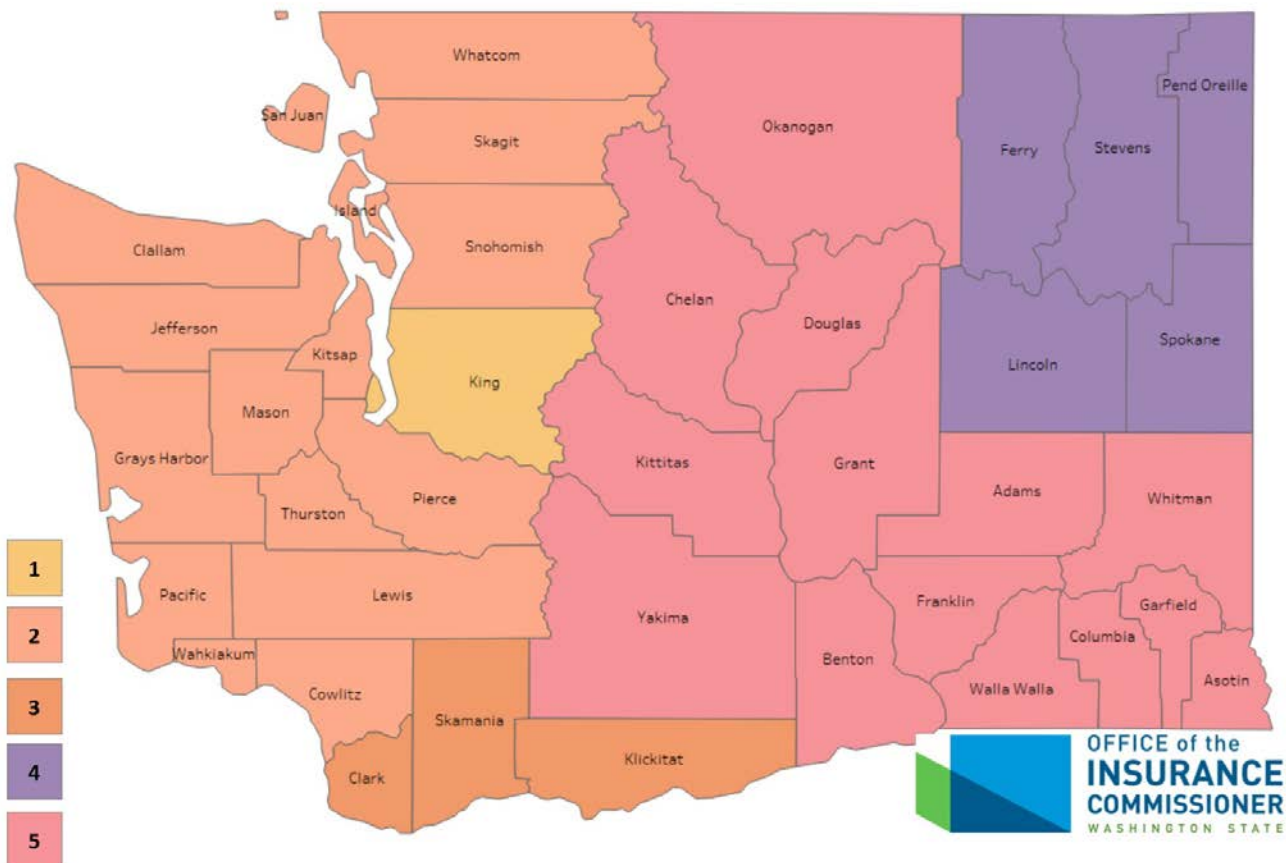 Whatcom
Pend Oreille
San Juan
Okanogan
Skagit
Ferry
Stevens
Island
Snohomish
Clallam
Chelan
Jefferson
Douglas
Kitsap
Spokane
Lincoln
King
Mason
Grays Harbor
Kittitas
Grant
Pierce
Adams
Whitman
Thurston
1
Pacific
Lewis
Franklin
Garfield
Yakima
2
Columbia
Wahkiakum
Benton
Asotin
Walla Walla
Cowlitz
3
Skamania
Klickitat
Clark
4
5
OFFICE of the
INSURANCE
COMMISSIONER
WASHINGTON STATE